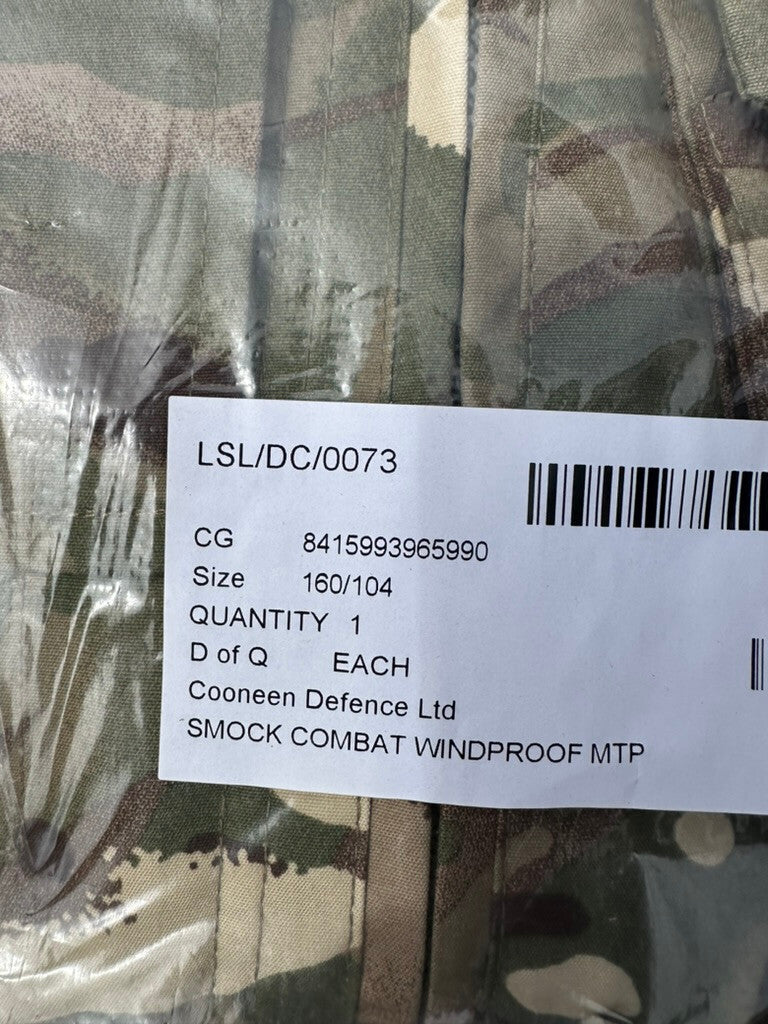 LSL/DC/0073
CG 8415993965990
Size 160/104
QUANTITY 1
D of Q EACH
Cooneen Defence Ltd
SMOCK COMBAT WINDPROOF MTP